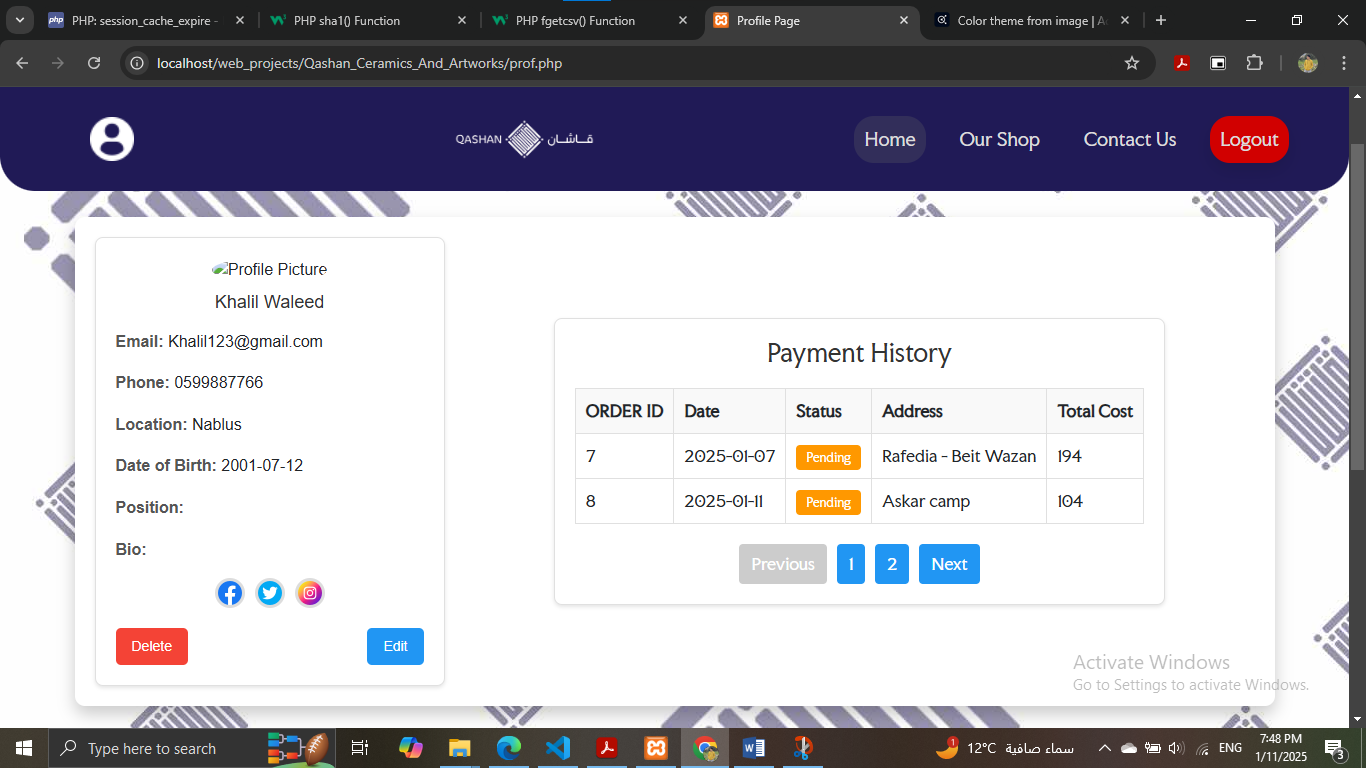 PHP: session_cache_expire -
PHP sha1() Function
PHP fgetcsv() Function
Profile Page
Color theme from image | A
localhost/web_projects/Qashan_Ceramics_And_Artworks/prof.php
QASHAN قـاشـان
Home
Our Shop
Contact Us
Logout
Profile Picture
Khalil Waleed
Email: Khalil123@gmail.com
Phone: 0599887766
Location: Nablus
Date of Birth: 2001-07-12
Position:
Bio:
Delete
Edit
Payment History
ORDER ID Date Status Address Total Cost
7 2025-01-07 Pending Rafedia - Beit Wazan 194
8 2025-01-11 Pending Askar camp 104
Previous 1 2 Next
Activate Windows
Go to Settings to activate Windows.
Type here to search
1
12°C سماء صافية
ENG
7:48 PM
1/11/2025
3